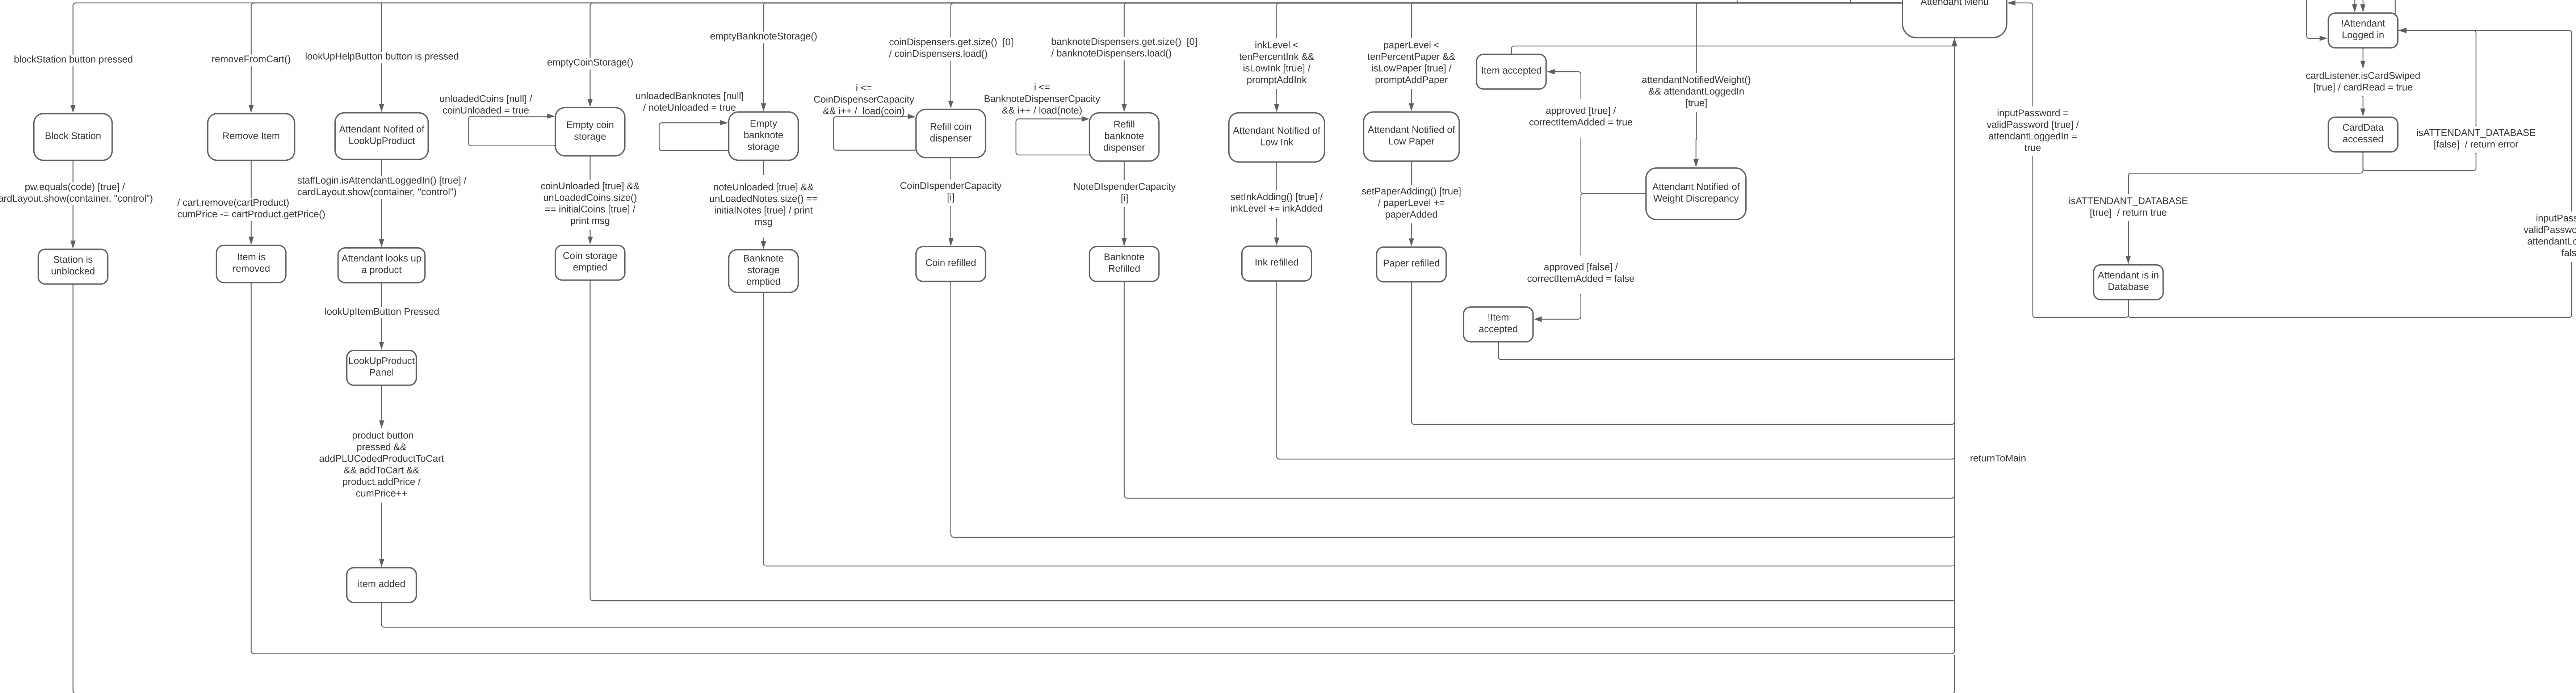 Attendant Menu
blockStation button pressed
Block Station
pw.equals(code) [true] /
ardLayout.show(container, "control")
Station is
unblocked
removeFromCart()
Remove Item
/ cart.remove(cartProduct)
cumPrice -= cartProduct.getPrice()
Item is
removed
lookUpHelpButton button is pressed
Attendant Nofited of
LookUpProduct
staffLogin.isAttendantLoggedIn() [true] /
cardLayout.show(container, "control")
Attendant looks up
a product
lookUpItemButton Pressed
LookUpProduct
Panel
product button
pressed &&
addPLUCodedProductToCart
&& addToCart &&
product.addPrice /
cumPrice++
item added
emptyCoinStorage()
unloadedCoins [null] /
coinUnloaded = true
Empty coin
storage
coinUnloaded [true] &&
unLoadedCoins.size()
== initialCoins [true] /
print msg
Coin storage
emptied
emptyBanknoteStorage()
unloadedBanknotes [null]
/ noteUnloaded = true
Empty
banknote
storage
noteUnloaded [true] &&
unLoadedNotes.size() ==
initialNotes [true] / print
msg
Banknote
storage
emptied
coinDispensers.get.size()  [0]
/ coinDispensers.load()
i <=
CoinDispenserCapacity
&& i++ /  load(coin)
Refill coin
dispenser
CoinDIspenderCapacity
[i]
Coin refilled
banknoteDispensers.get.size()  [0]
/ banknoteDispensers.load()
i <=
BanknoteDispenserCpacity
&& i++ / load(note)
Refill
banknote
dispenser
NoteDIspenderCapacity
[i]
Banknote
Refilled
inkLevel <
tenPercentInk &&
isLowInk [true] /
promptAddInk
Attendant Notified of
Low Ink
setInkAdding() [true] /
inkLevel += inkAdded
Ink refilled
paperLevel <
tenPercentPaper &&
isLowPaper [true] /
promptAddPaper
Attendant Notified of
Low Paper
setPaperAdding() [true]
/ paperLevel +=
paperAdded
Paper refilled
Item accepted
approved [true] /
correctItemAdded = true
attendantNotifiedWeight()
&& attendantLoggedIn
[true]
Attendant Notified of
Weight Discrepancy
approved [false] /
correctItemAdded = false
!Item
accepted
returnToMain
inputPassword =
validPassword [true] /
attendantLoggedIn =
true
!Attendant
Logged in
cardListener.isCardSwiped
[true] / cardRead = true
CardData
accessed
isATTENDANT_DATABASE
[false]  / return error
isATTENDANT_DATABASE
[true]  / return true
Attendant is in
Database
inputPass
validPasswo
attendantLo
fals